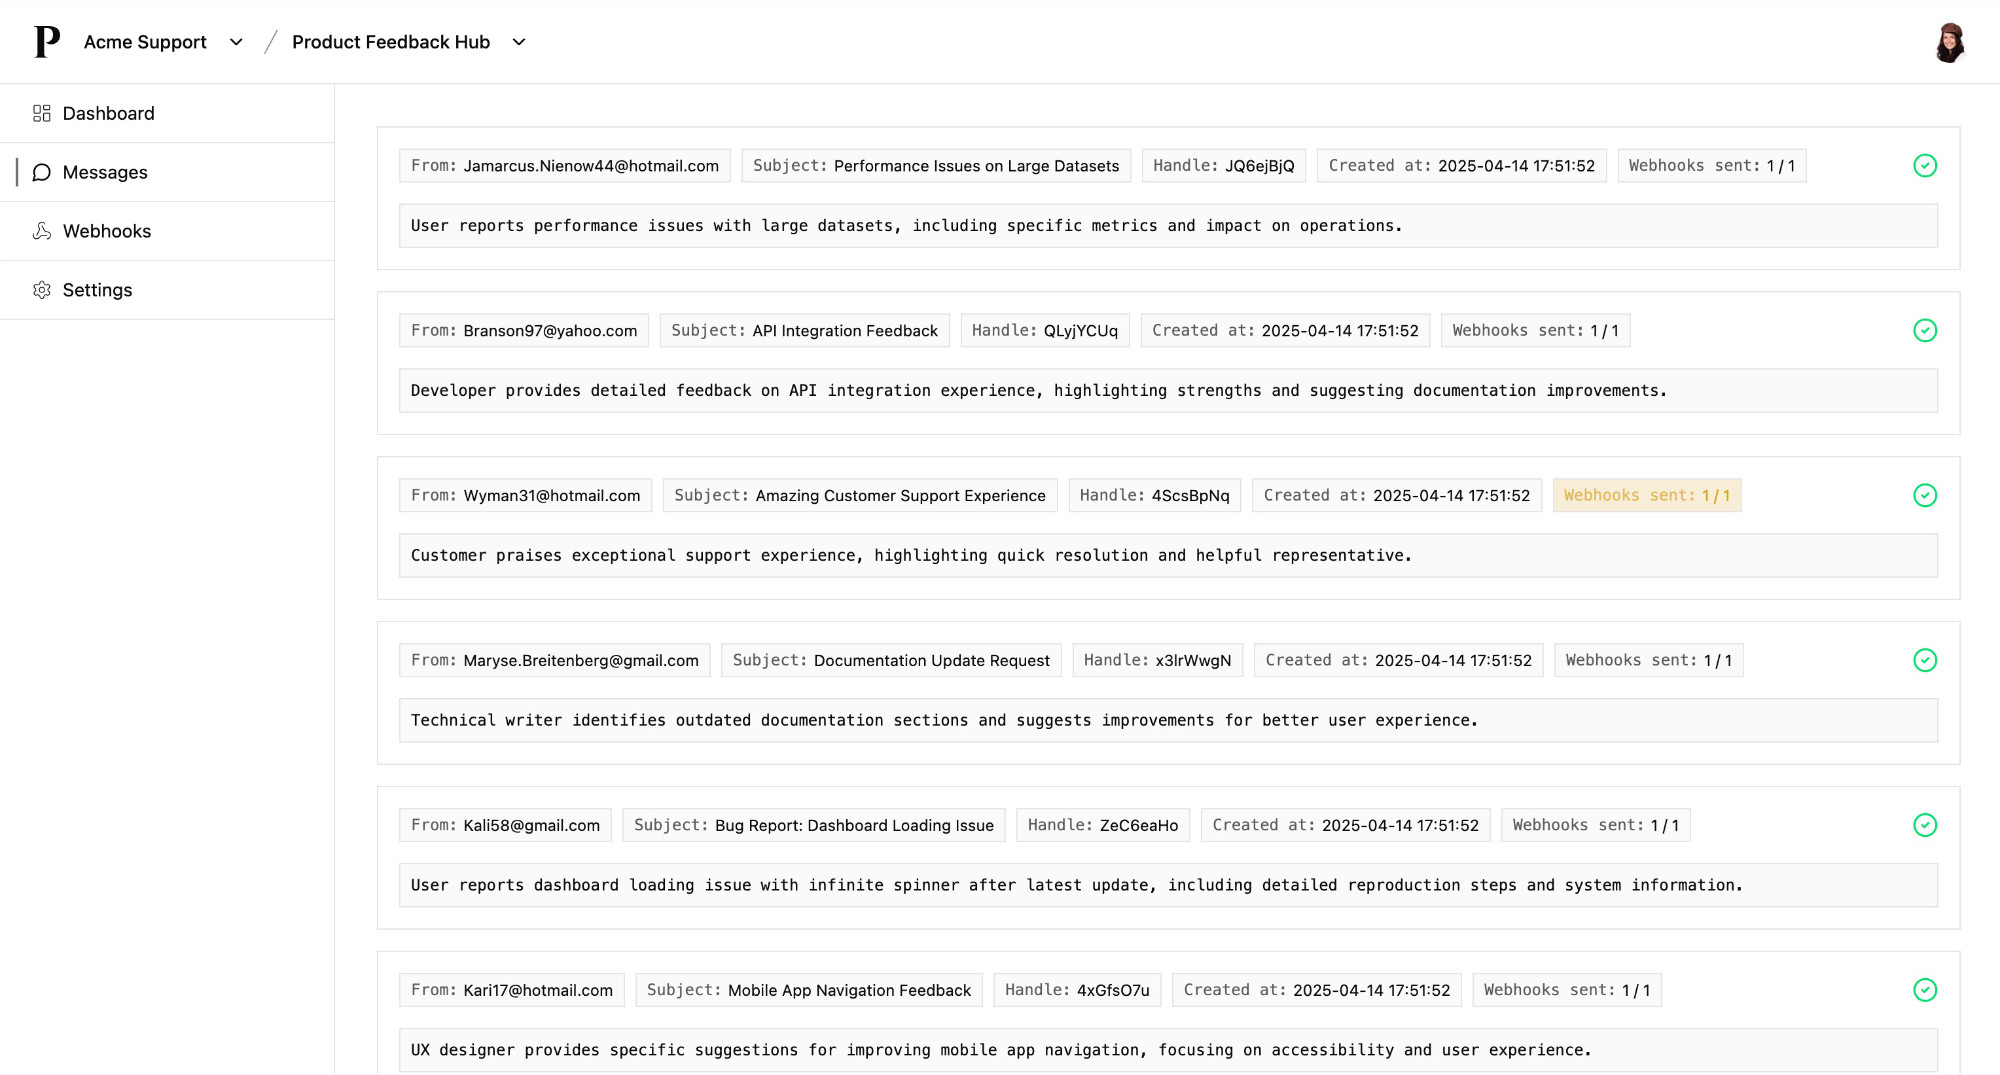 P Acme Support / Product Feedback Hub
Dashboard
Messages
Webhooks
Settings
From: Jamarcus.Nienow44@hotmail.com Subject: Performance Issues on Large Datasets Handle: JQ6ejBjQ Created at: 2025-04-14 17:51:52 Webhooks sent: 1 / 1
User reports performance issues with large datasets, including specific metrics and impact on operations.
From: Branson97@yahoo.com Subject: API Integration Feedback Handle: QLyjYCUq Created at: 2025-04-14 17:51:52 Webhooks sent: 1 / 1
Developer provides detailed feedback on API integration experience, highlighting strengths and suggesting documentation improvements.
From: Wyman31@hotmail.com Subject: Amazing Customer Support Experience Handle: 4ScsBpNq Created at: 2025-04-14 17:51:52 Webhooks sent: 1 / 1
Customer praises exceptional support experience, highlighting quick resolution and helpful representative.
From: Maryse.Breitenberg@gmail.com Subject: Documentation Update Request Handle: x3IrWwgN Created at: 2025-04-14 17:51:52 Webhooks sent: 1 / 1
Technical writer identifies outdated documentation sections and suggests improvements for better user experience.
From: Kali58@gmail.com Subject: Bug Report: Dashboard Loading Issue Handle: ZeC6eaHo Created at: 2025-04-14 17:51:52 Webhooks sent: 1 / 1
User reports dashboard loading issue with infinite spinner after latest update, including detailed reproduction steps and system information.
From: Kari17@hotmail.com Subject: Mobile App Navigation Feedback Handle: 4xGfsO7u Created at: 2025-04-14 17:51:52 Webhooks sent: 1 / 1
UX designer provides specific suggestions for improving mobile app navigation, focusing on accessibility and user experience.